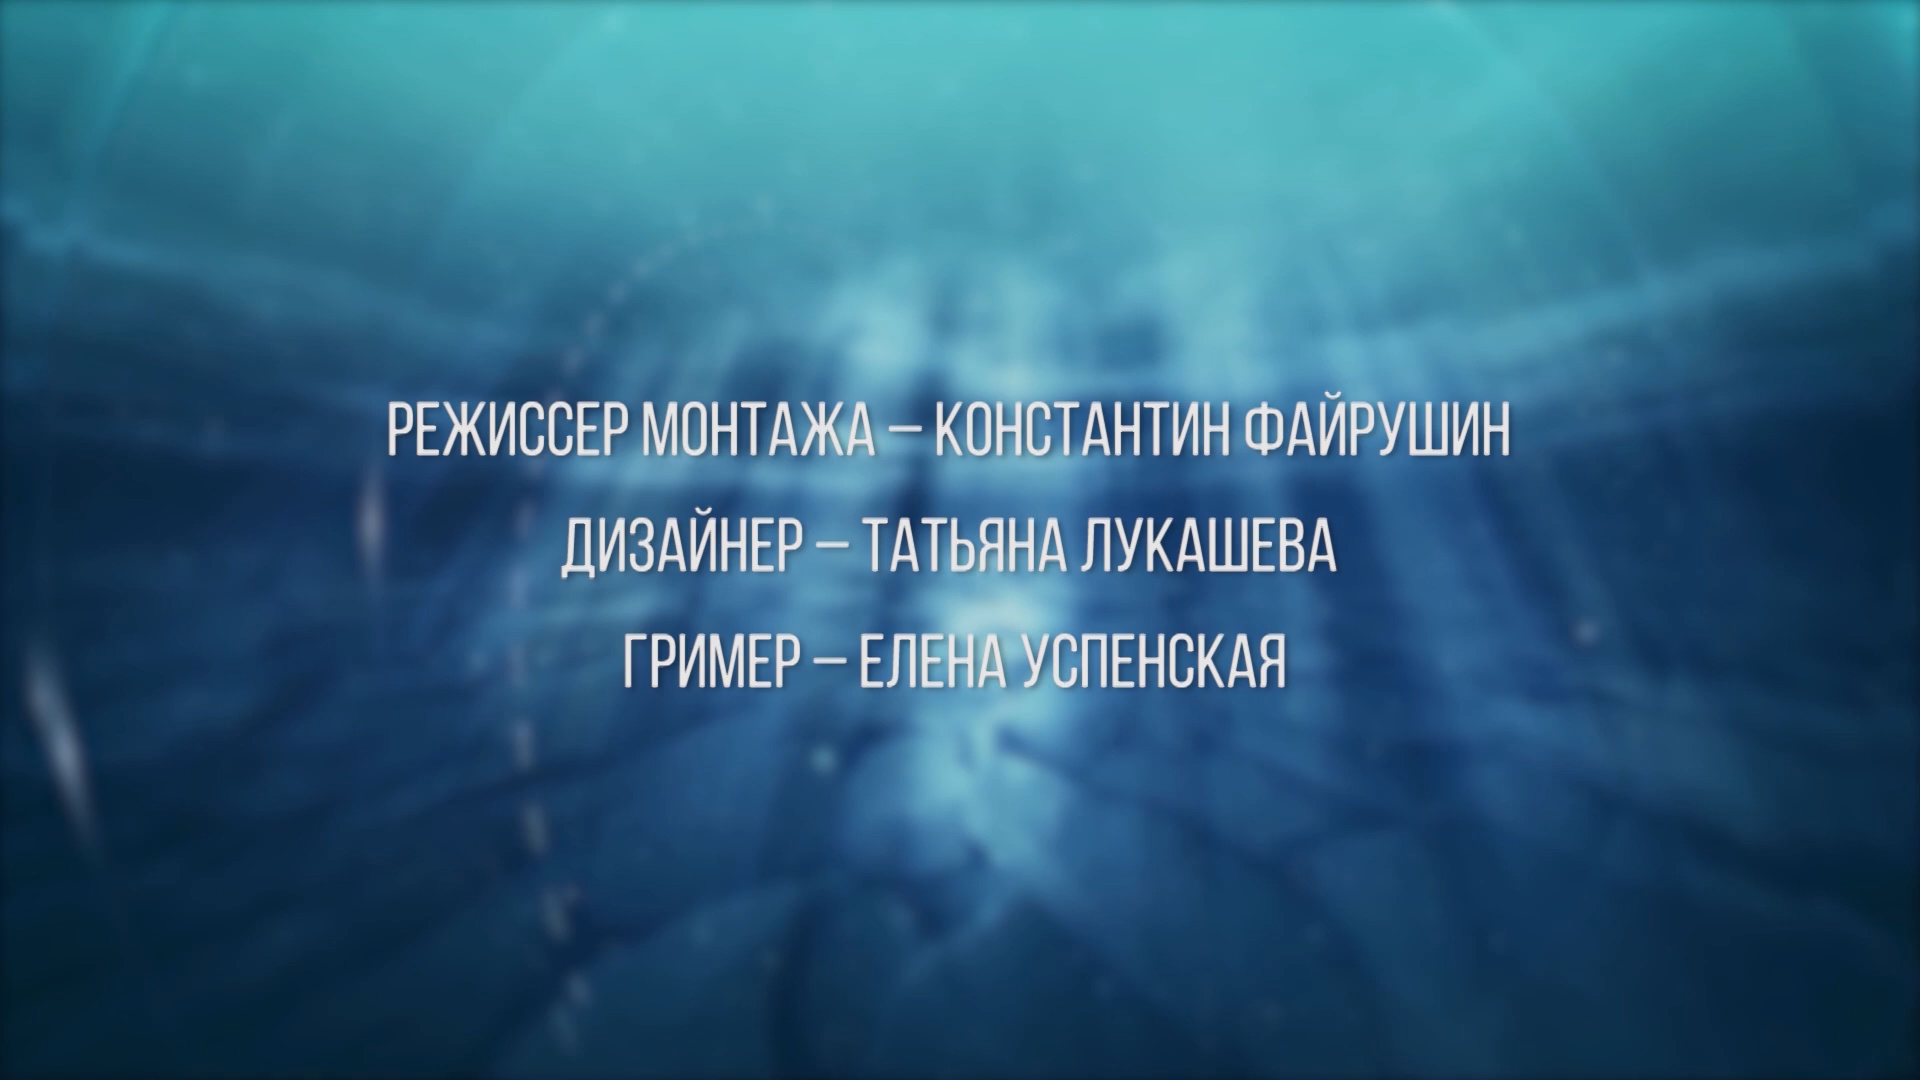 РЕЖИССЕР МОНТАЖА – КОНСТАНТИН ФАЙРУШИН
ДИЗАЙНЕР – ТАТЬЯНА ЛУКАШЕВА
ГРИМЕР – ЕЛЕНА УСПЕНСКАЯ